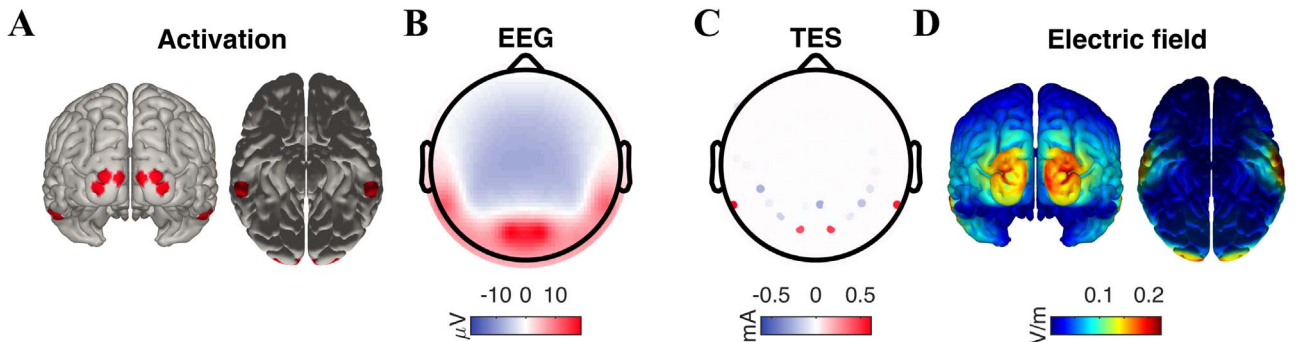 A
Activation
B
EEG
C
TES
D
Electric field
-10 0 10
μV
-0.5 0 0.5
mA
0.1 0.2
V/m